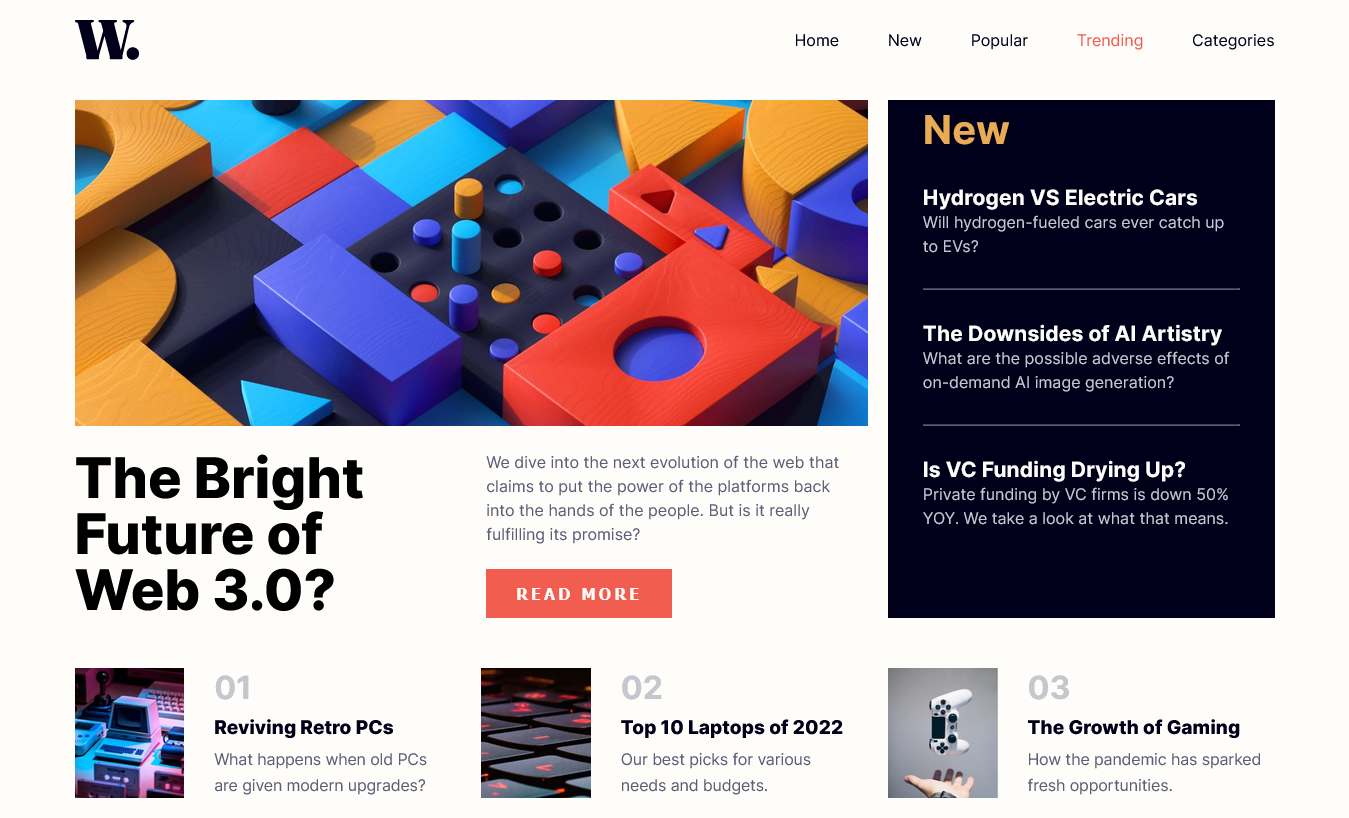 W.
Home New Popular Trending Categories
New
Hydrogen VS Electric Cars
Will hydrogen-fueled cars ever catch up
to EVs?
The Downsides of AI Artistry
What are the possible adverse effects of
on-demand AI image generation?
Is VC Funding Drying Up?
Private funding by VC firms is down 50%
YOY. We take a look at what that means.
The Bright
Future of
Web 3.0?
We dive into the next evolution of the web that
claims to put the power of the platforms back
into the hands of the people. But is it really
fulfilling its promise?
READ MORE
01
Reviving Retro PCs
What happens when old PCs
are given modern upgrades?
02
Top 10 Laptops of 2022
Our best picks for various
needs and budgets.
03
The Growth of Gaming
How the pandemic has sparked
fresh opportunities.